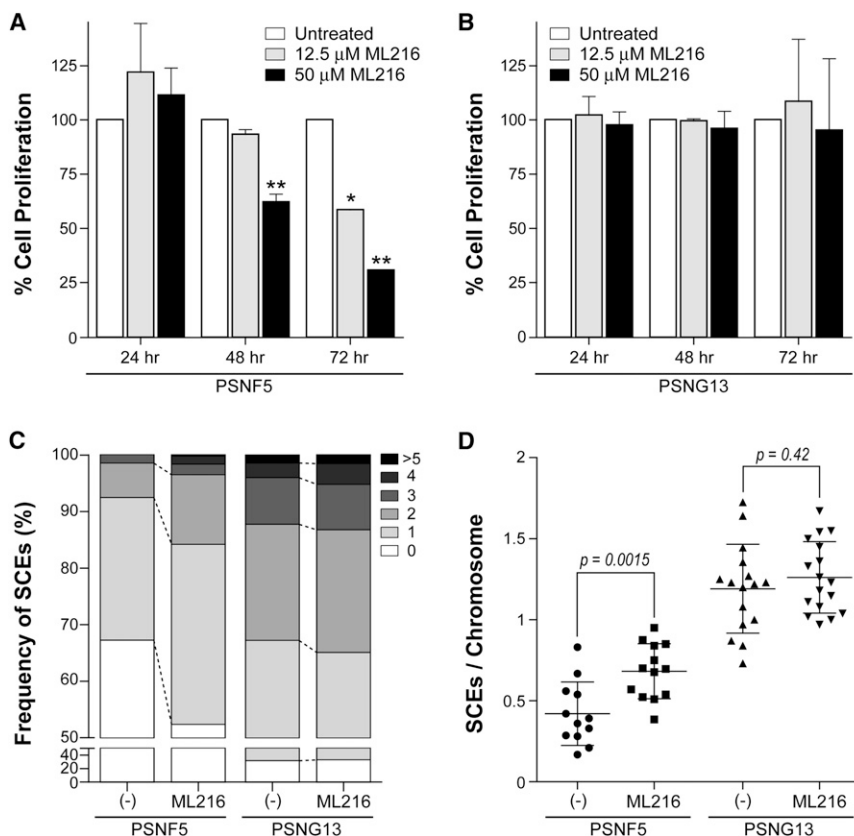 A
% Cell Proliferation
125
100
75
50
25
0
Untreated
12.5 μM ML216
50 μM ML216
**
*
**
24 hr 48 hr 72 hr
PSNF5
B
% Cell Proliferation
125
100
75
50
25
0
Untreated
12.5 μM ML216
50 μM ML216
24 hr 48 hr 72 hr
PSNG13
C
Frequency of SCEs (%)
100
90
80
70
60
50
40
20
0
>5
4
3
2
1
0
(-) ML216 (-) ML216
PSNF5 PSNG13
D
SCEs / Chromosome
2
1.5
1
0.5
0
p = 0.42
p = 0.0015
(-) ML216 (-) ML216
PSNF5 PSNG13